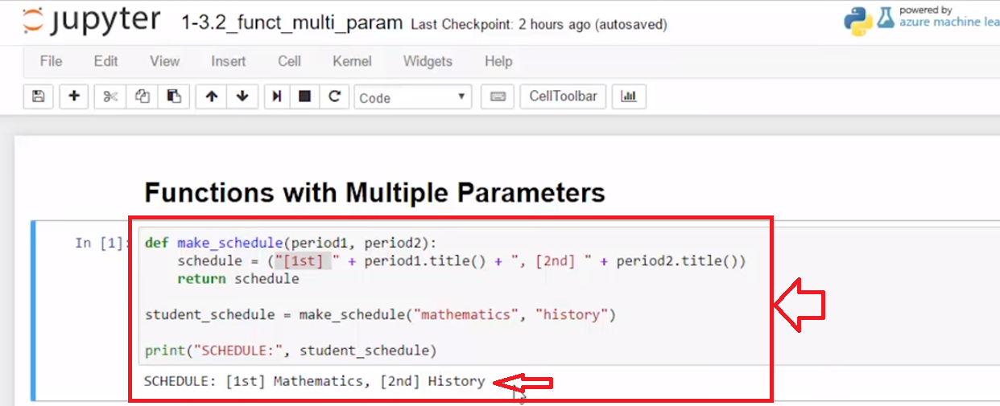 jupyter 1-3.2_funct_multi_param Last Checkpoint: 2 hours ago (autosaved)
powered by
azure machine lea
File Edit View Insert Cell Kernel Widgets Help
Code CellToolbar
Functions with Multiple Parameters
In [1]: def make_schedule(period1, period2):
schedule = ("[1st] " + period1.title() + ", [2nd] " + period2.title())
return schedule
student_schedule = make_schedule("mathematics", "history")
print("SCHEDULE:", student_schedule)
SCHEDULE: [1st] Mathematics, [2nd] History